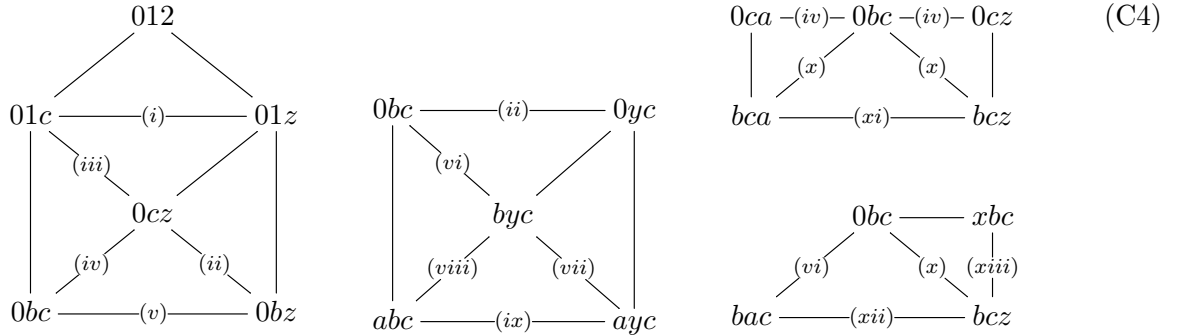 012
01c (i) 01z
(iii)
0cz
(iv) (ii)
0bc (v) 0bz
0bc (ii) 0yc
(vi)
byc
(viii) (vii)
abc (ix) ayc
0ca (iv) 0bc (iv) 0cz
(x) (x)
bca (xi) bcz
0bc xbc
(vi) (x) (xiii)
bac (xii) bcz
(C4)